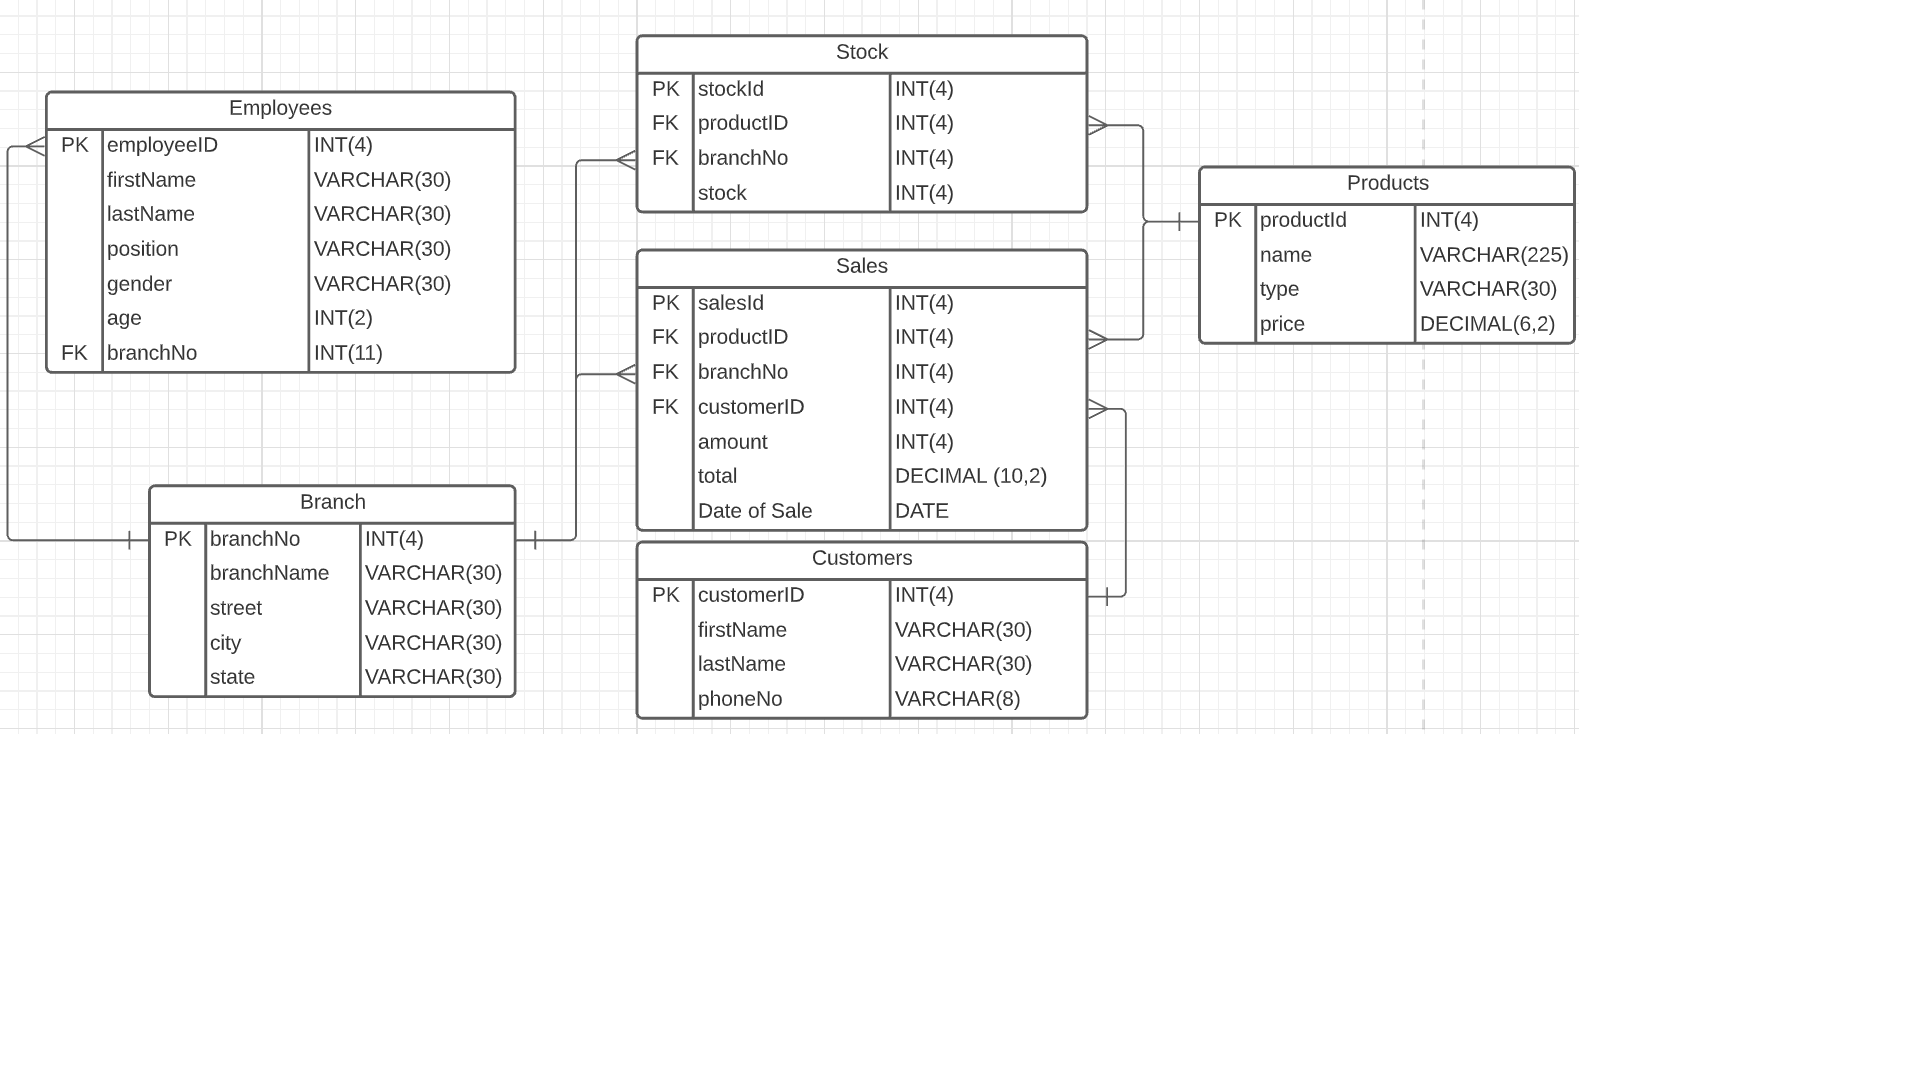 Employees
PK employeeID INT(4)
firstName VARCHAR(30)
lastName VARCHAR(30)
position VARCHAR(30)
gender VARCHAR(30)
age INT(2)
FK branchNo INT(11)
Branch
PK branchNo INT(4)
branchName VARCHAR(30)
street VARCHAR(30)
city VARCHAR(30)
state VARCHAR(30)
Stock
PK stockId INT(4)
FK productID INT(4)
FK branchNo INT(4)
stock INT(4)
Sales
PK salesId INT(4)
FK productID INT(4)
FK branchNo INT(4)
FK customerID INT(4)
amount INT(4)
total DECIMAL (10,2)
Date of Sale DATE
Customers
PK customerID INT(4)
firstName VARCHAR(30)
lastName VARCHAR(30)
phoneNo VARCHAR(8)
Products
PK productId INT(4)
name VARCHAR(225)
type VARCHAR(30)
price DECIMAL(6,2)